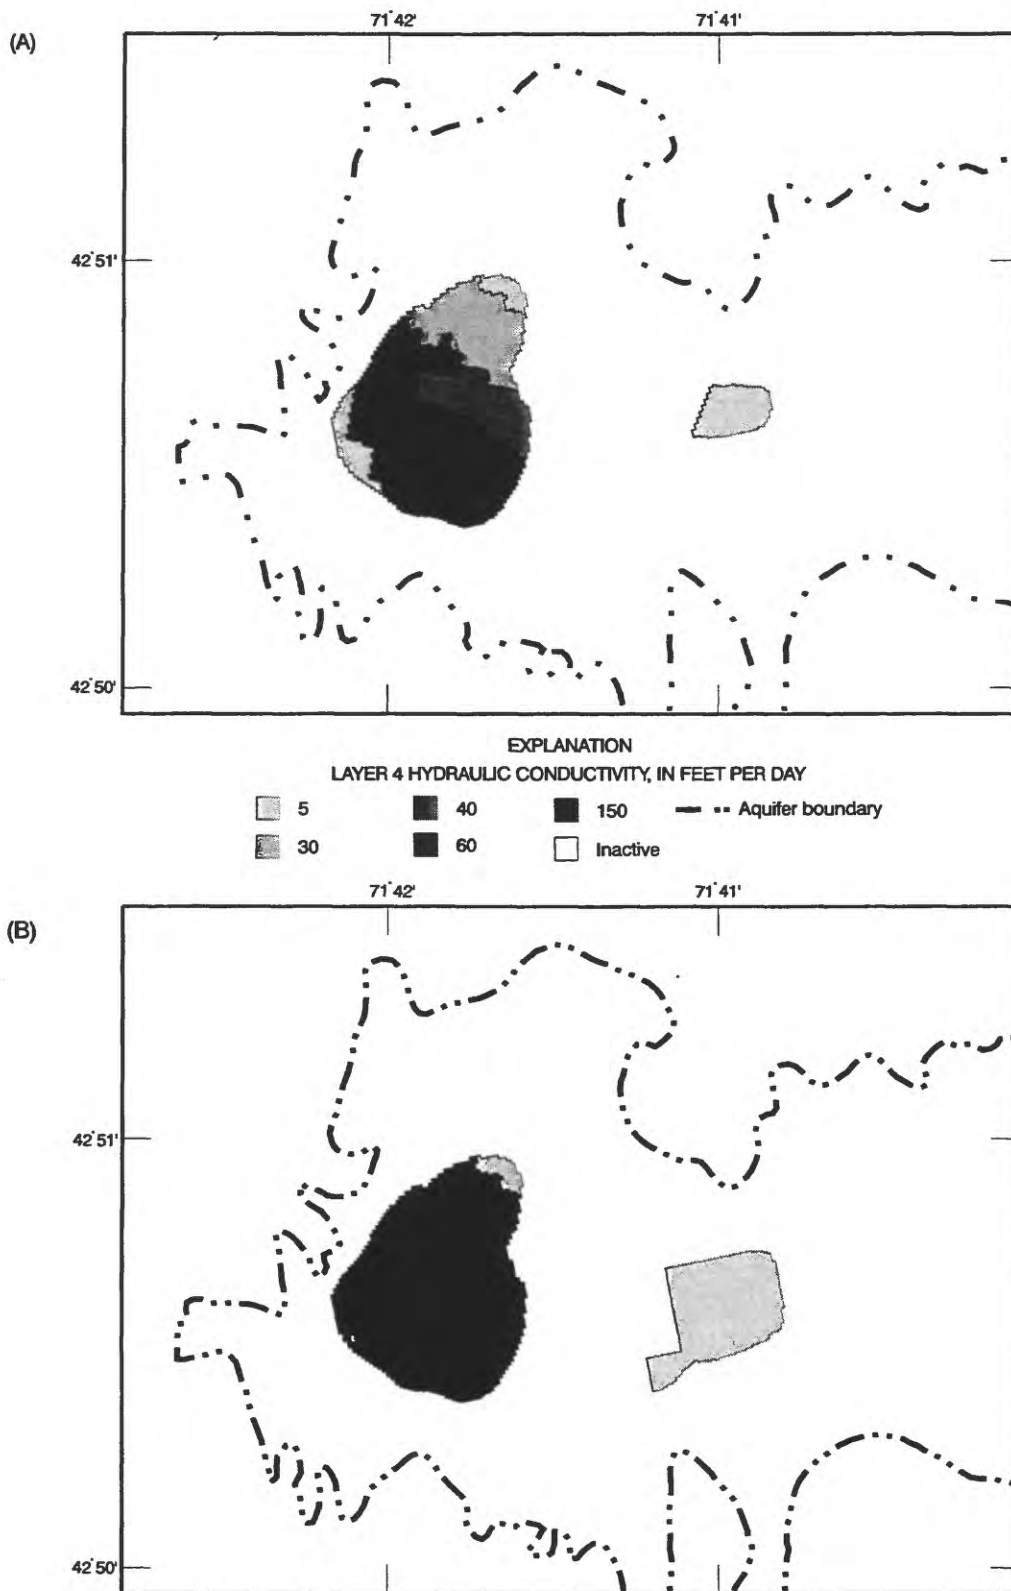 (A)
71°42' 71°41'
42°51'
42°50'
EXPLANATION
LAYER 4 HYDRAULIC CONDUCTIVITY, IN FEET PER DAY
5 40 150 Aquifer boundary
30 60 Inactive
71°42' 71°41'
(B)
42°51'
42°50'